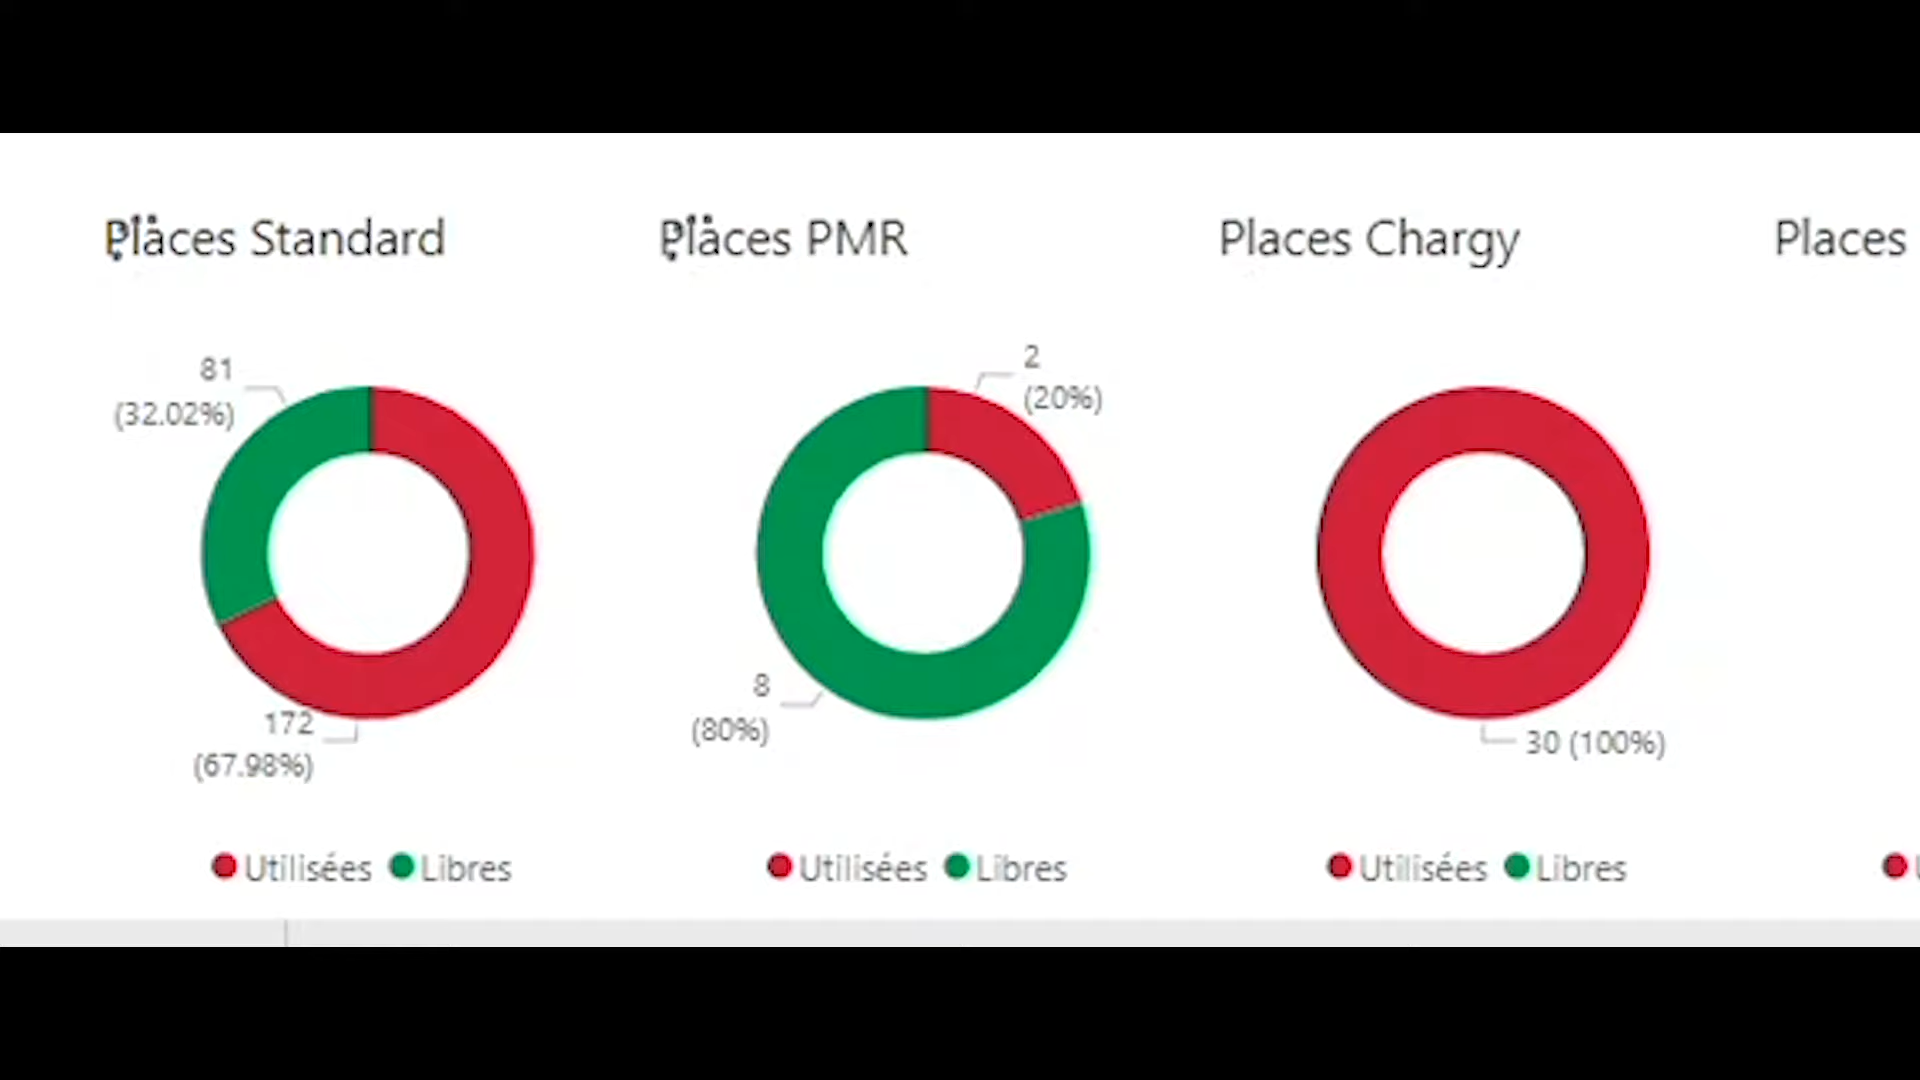 Places Standard
81
(32.02%)
172
(67.98%)
Utilisées Libres
Places PMR
2
(20%)
8
(80%)
Utilisées Libres
Places Chargy
30 (100%)
Utilisées Libres
Places